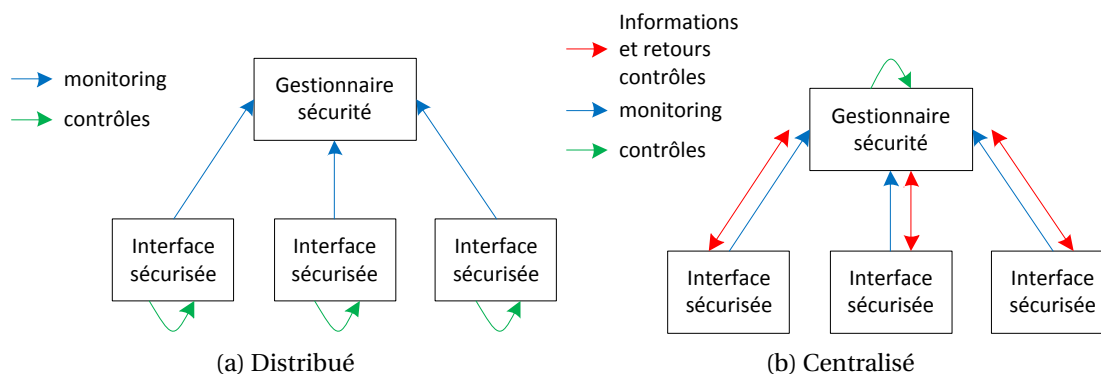 monitoring
contrôles
Gestionnaire
sécurité
Interface
sécurisée
Interface
sécurisée
Interface
sécurisée
(a) Distribué
Informations
et retours
contrôles
monitoring
contrôles
Gestionnaire
sécurité
Interface
sécurisée
Interface
sécurisée
Interface
sécurisée
(b) Centralisé